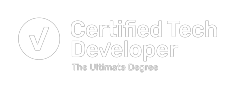 Certified Tech
Developer
The Ultimate Degree